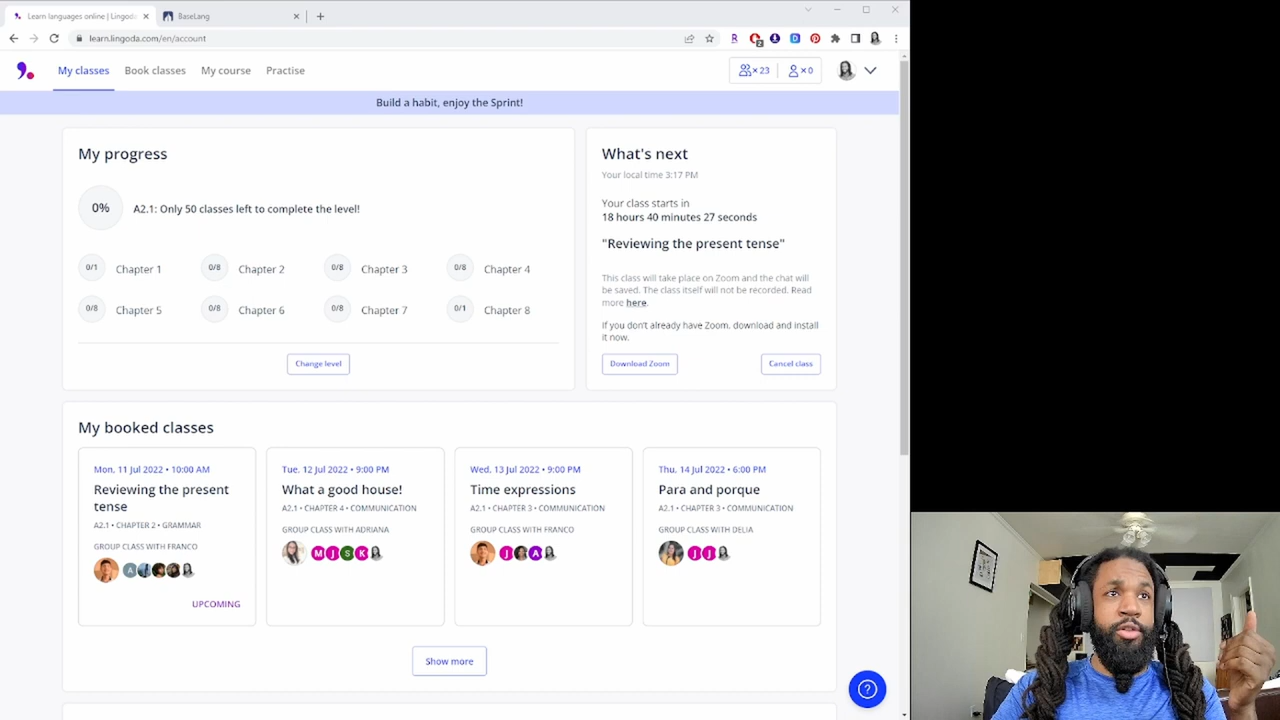 Learn languages online | Lingoda
BaseLang
learn.lingoda.com/en/account
My classes
Book classes
My course
Practise
× 23
× 0
Build a habit, enjoy the Sprint!
My progress
0%
A2.1: Only 50 classes left to complete the level!
0/1 Chapter 1
0/8 Chapter 2
0/8 Chapter 3
0/8 Chapter 4
0/8 Chapter 5
0/8 Chapter 6
0/8 Chapter 7
0/1 Chapter 8
Change level
What's next
Your local time 3:17 PM
Your class starts in
18 hours 40 minutes 27 seconds
"Reviewing the present tense"
This class will take place on Zoom and the chat will
be saved. The class itself will not be recorded. Read
more here.
If you don't already have Zoom, download and install
it now.
Download Zoom
Cancel class
My booked classes
Mon, 11 Jul 2022 • 10:00 AM
Reviewing the present
tense
A2.1 • CHAPTER 2 • GRAMMAR
GROUP CLASS WITH FRANCO
A
UPCOMING
Tue, 12 Jul 2022 • 9:00 PM
What a good house!
A2.1 • CHAPTER 4 • COMMUNICATION
GROUP CLASS WITH ADRIANA
M J S K
Wed, 13 Jul 2022 • 9:00 PM
Time expressions
A2.1 • CHAPTER 3 • COMMUNICATION
GROUP CLASS WITH FRANCO
J A
Thu, 14 Jul 2022 • 6:00 PM
Para and porque
A2.1 • CHAPTER 3 • COMMUNICATION
GROUP CLASS WITH DELIA
J J
Show more